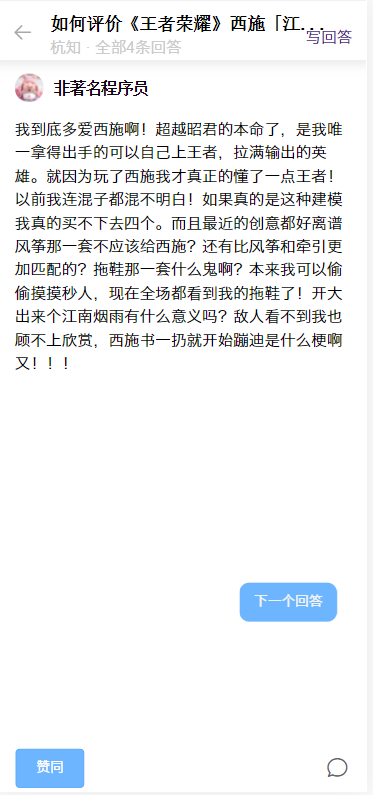 如何评价《王者荣耀》西施「江...
杭知 · 全部4条回答
写回答
非著名程序员
我到底多爱西施啊！超越昭君的本命了，是我唯
一拿得出手的可以自己上王者，拉满输出的英
雄。就因为玩了西施我才真正的懂了一点王者！
以前我连混子都混不明白！如果真的是这种建模
我真的买不下去四个。而且最近的创意都好离谱
风筝那一套不应该给西施？还有比风筝和牵引更
加匹配的？拖鞋那一套什么鬼啊？本来我可以偷
偷摸摸秒人，现在全场都看到我的拖鞋了！开大
出来个江南烟雨有什么意义吗？敌人看不到我也
顾不上欣赏，西施书一扔就开始蹦迪是什么梗啊
又！！！
下一个回答
赞同